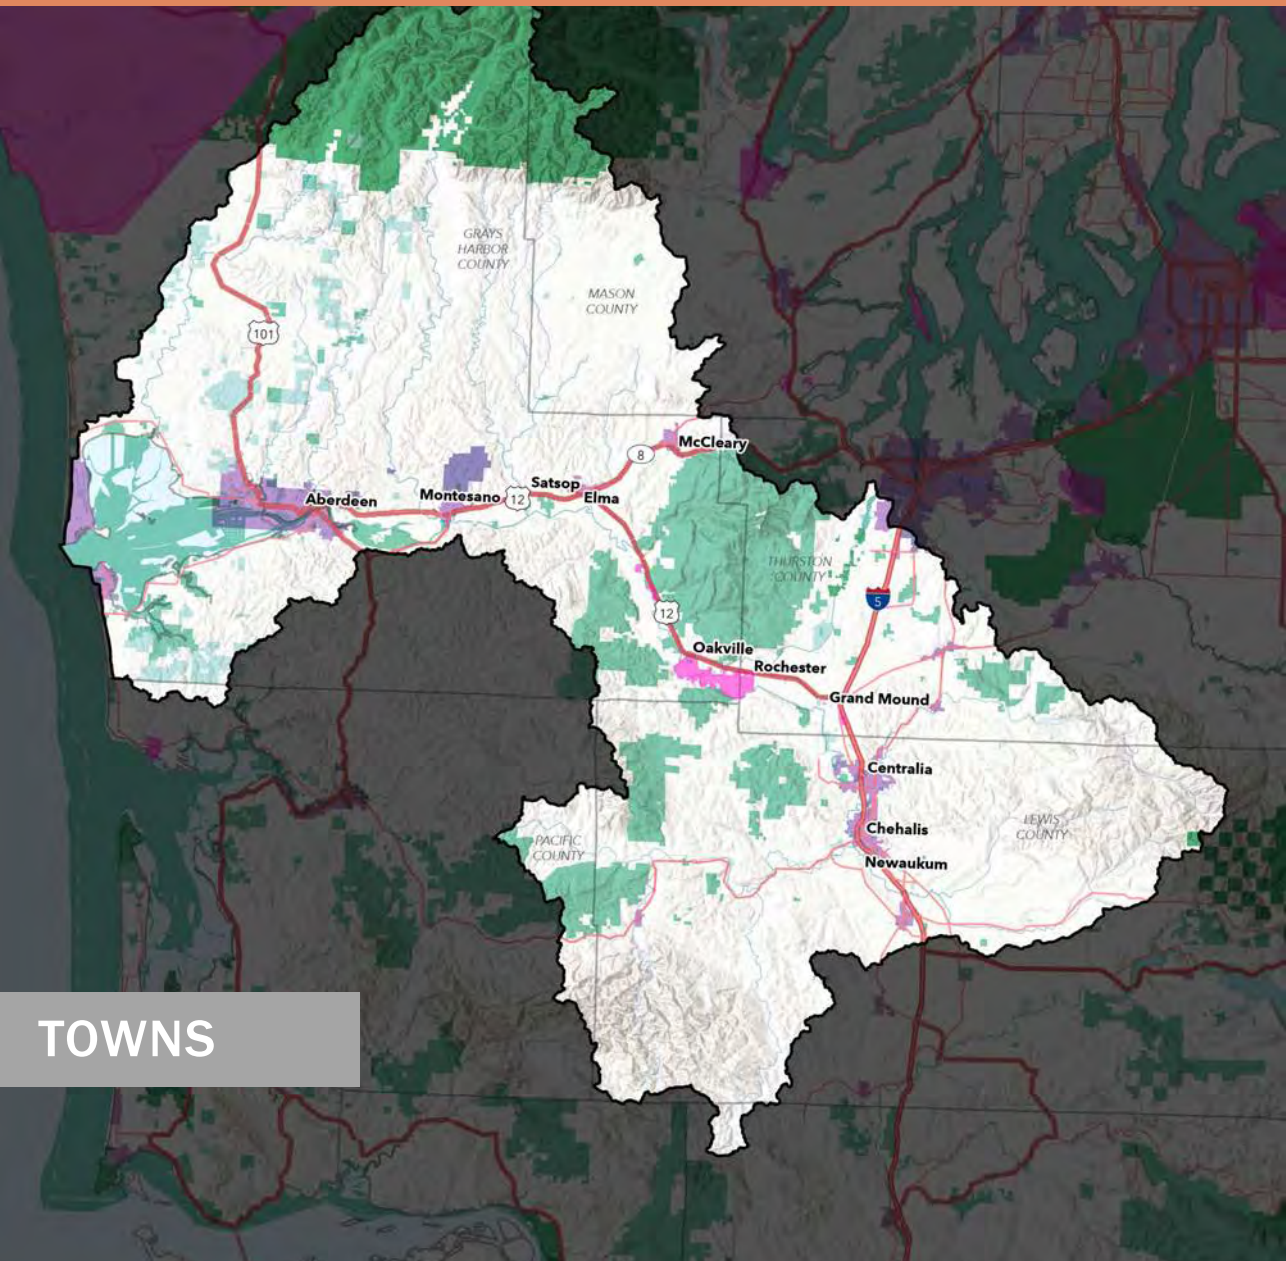 GRAYS
HARBOR
COUNTY
MASON
COUNTY
101
McCleary
8
Satsop
Aberdeen
Montesano
12
Elma
THURSTON
COUNTY
5
12
Oakville
Rochester
Grand Mound
Centralia
Chehalis
LEWIS
COUNTY
PACIFIC
COUNTY
Newaukum
TOWNS